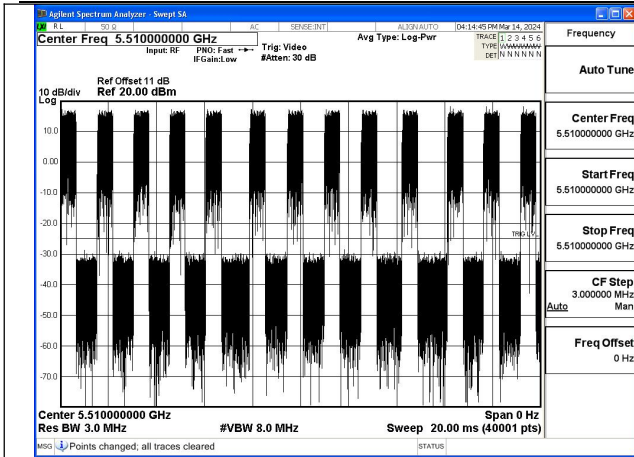 Agilent Spectrum Analyzer - Swept SA
RL 50 Ω AC SENSE:INT ALIGN AUTO 04:14:45 PM Mar 14, 2024
Center Freq 5.510000000 GHz
Input: RF PNO: Fast Trig: Video
IFGain:Low #Atten: 30 dB
Avg Type: Log-Pwr
TRACE 1 2 3 4 5 6
TYPE WWWWWW
DET N N N N N N
Frequency
Auto Tune
Ref Offset 11 dB
10 dB/div Ref 20.00 dBm
Log
10.0
0.00
-10.0
-20.0
-30.0
-40.0
-50.0
-60.0
-70.0
TRIG LVL
Center Freq
5.510000000 GHz
Start Freq
5.510000000 GHz
Stop Freq
5.510000000 GHz
CF Step
3.000000 MHz
Auto Man
Freq Offset
0 Hz
Center 5.510000000 GHz Span 0 Hz
Res BW 3.0 MHz #VBW 8.0 MHz Sweep 20.00 ms (40001 pts)
MSG Points changed; all traces cleared STATUS